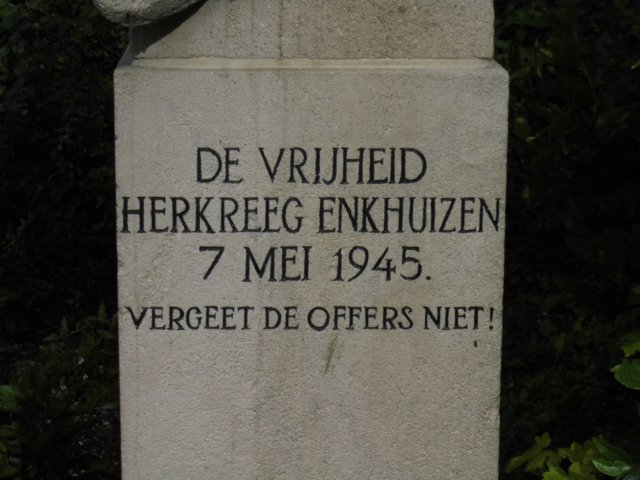 DE VRIJHEID
HERKREEG ENKHUIZEN
7 MEI 1945.
VERGEET DE OFFERS NIET!